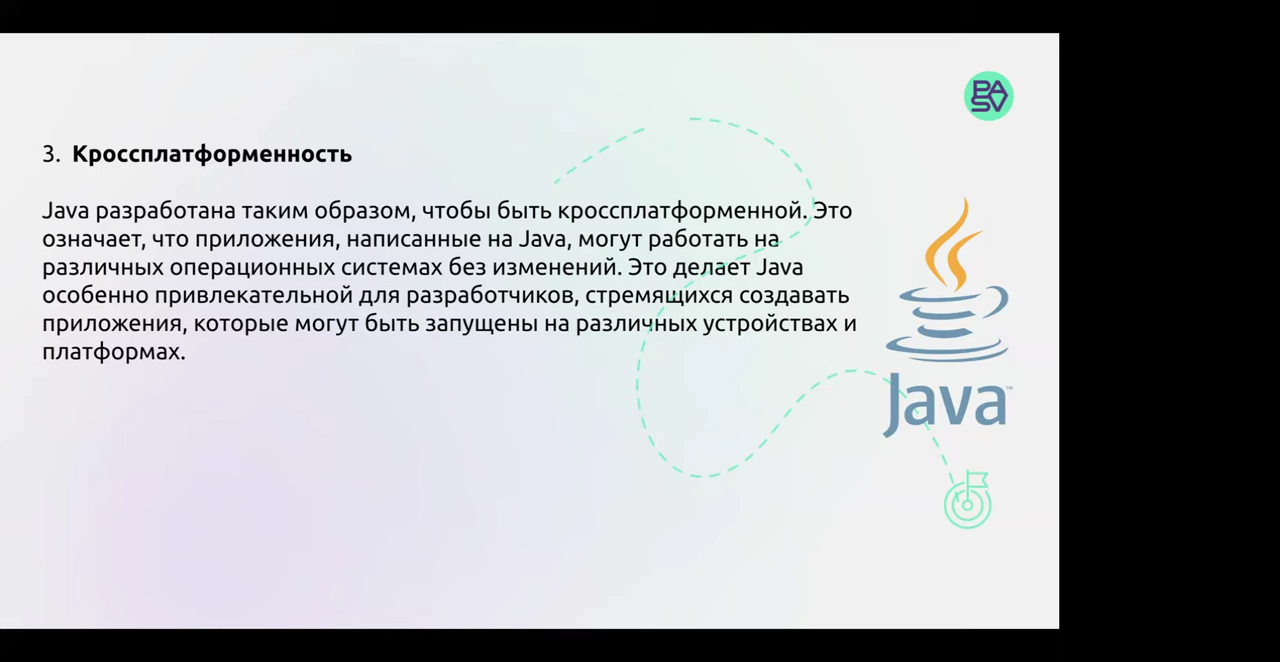 PASV
3. Кроссплатформенность
Java разработана таким образом, чтобы быть кроссплатформенной. Это
означает, что приложения, написанные на Java, могут работать на
различных операционных системах без изменений. Это делает Java
особенно привлекательной для разработчиков, стремящихся создавать
приложения, которые могут быть запущены на различных устройствах и
платформах.
Java™